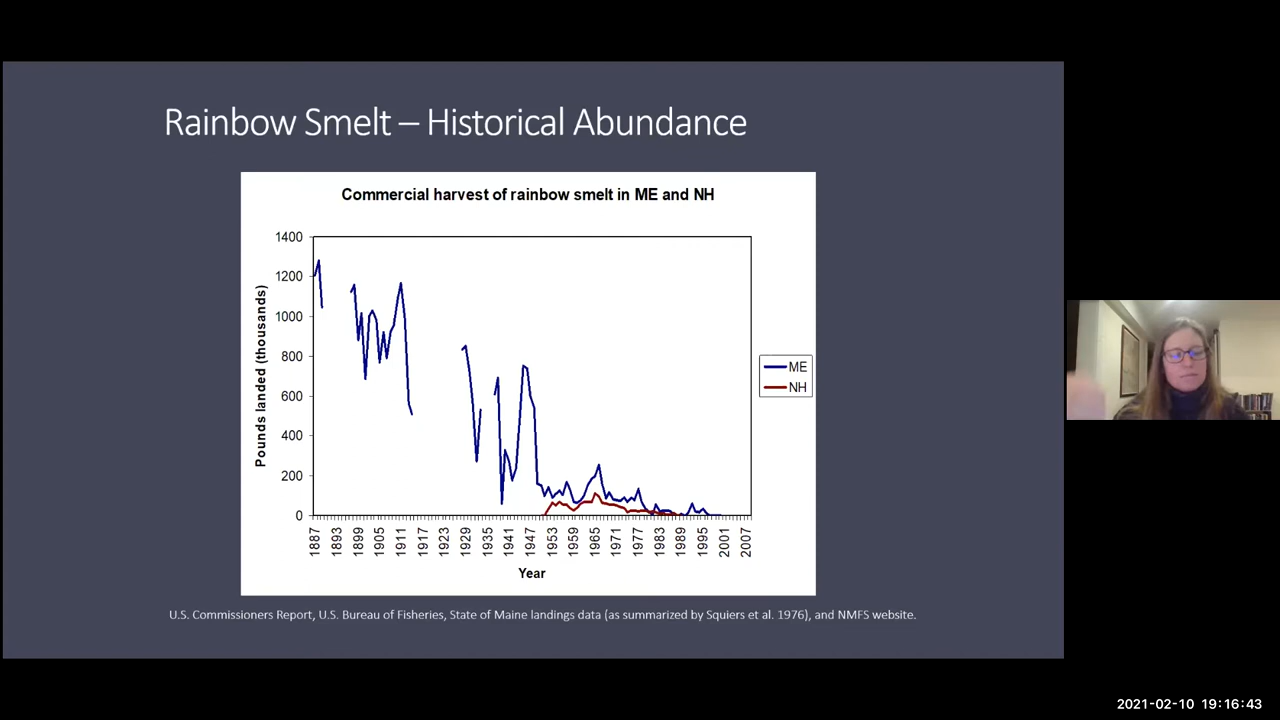 Rainbow Smelt – Historical Abundance
Commercial harvest of rainbow smelt in ME and NH
1400
1200
1000
800
600
400
200
0
Pounds landed (thousands)
ME
NH
1887 1893 1899 1905 1911 1917 1923 1929 1935 1941 1947 1953 1959 1965 1971 1977 1983 1989 1995 2001 2007
Year
U.S. Commissioners Report, U.S. Bureau of Fisheries, State of Maine landings data (as summarized by Squiers et al. 1976), and NMFS website.
2021-02-10 19:16:43